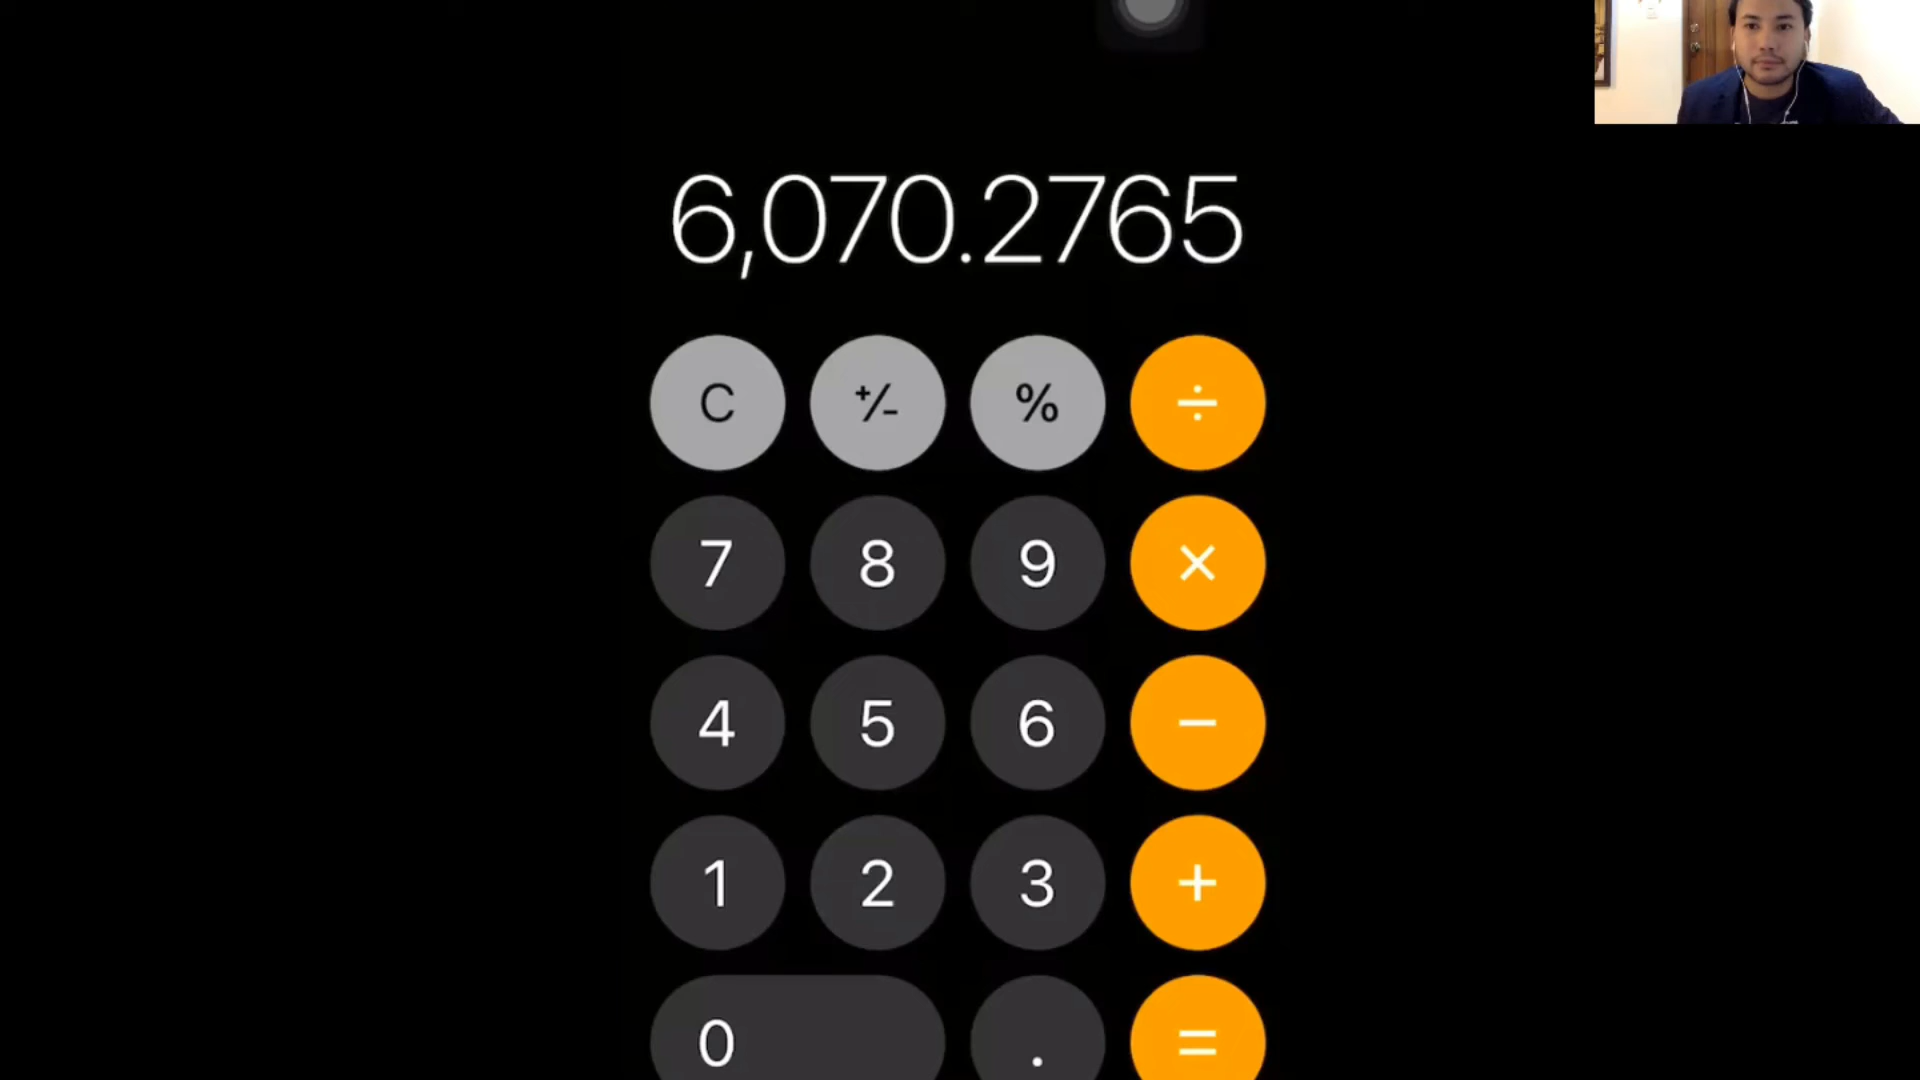 6,070.2765
C +/- % ÷
7 8 9 ×
4 5 6 −
1 2 3 +
0 . =